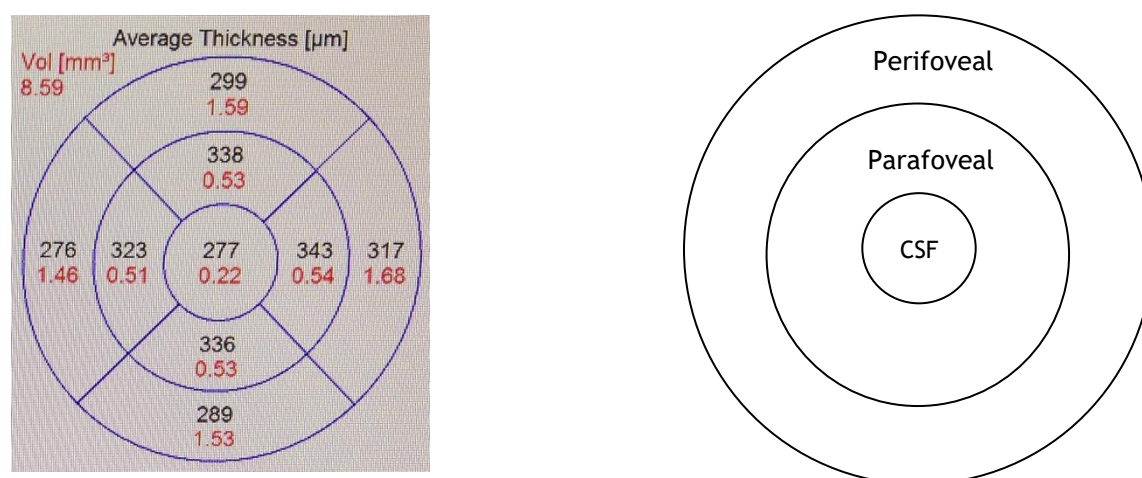 Average Thickness [µm]
Vol [mm³]
8.59
299
1.59
338
0.53
276 323 277 343 317
1.46 0.51 0.22 0.54 1.68
336
0.53
289
1.53
Perifoveal
Parafoveal
CSF